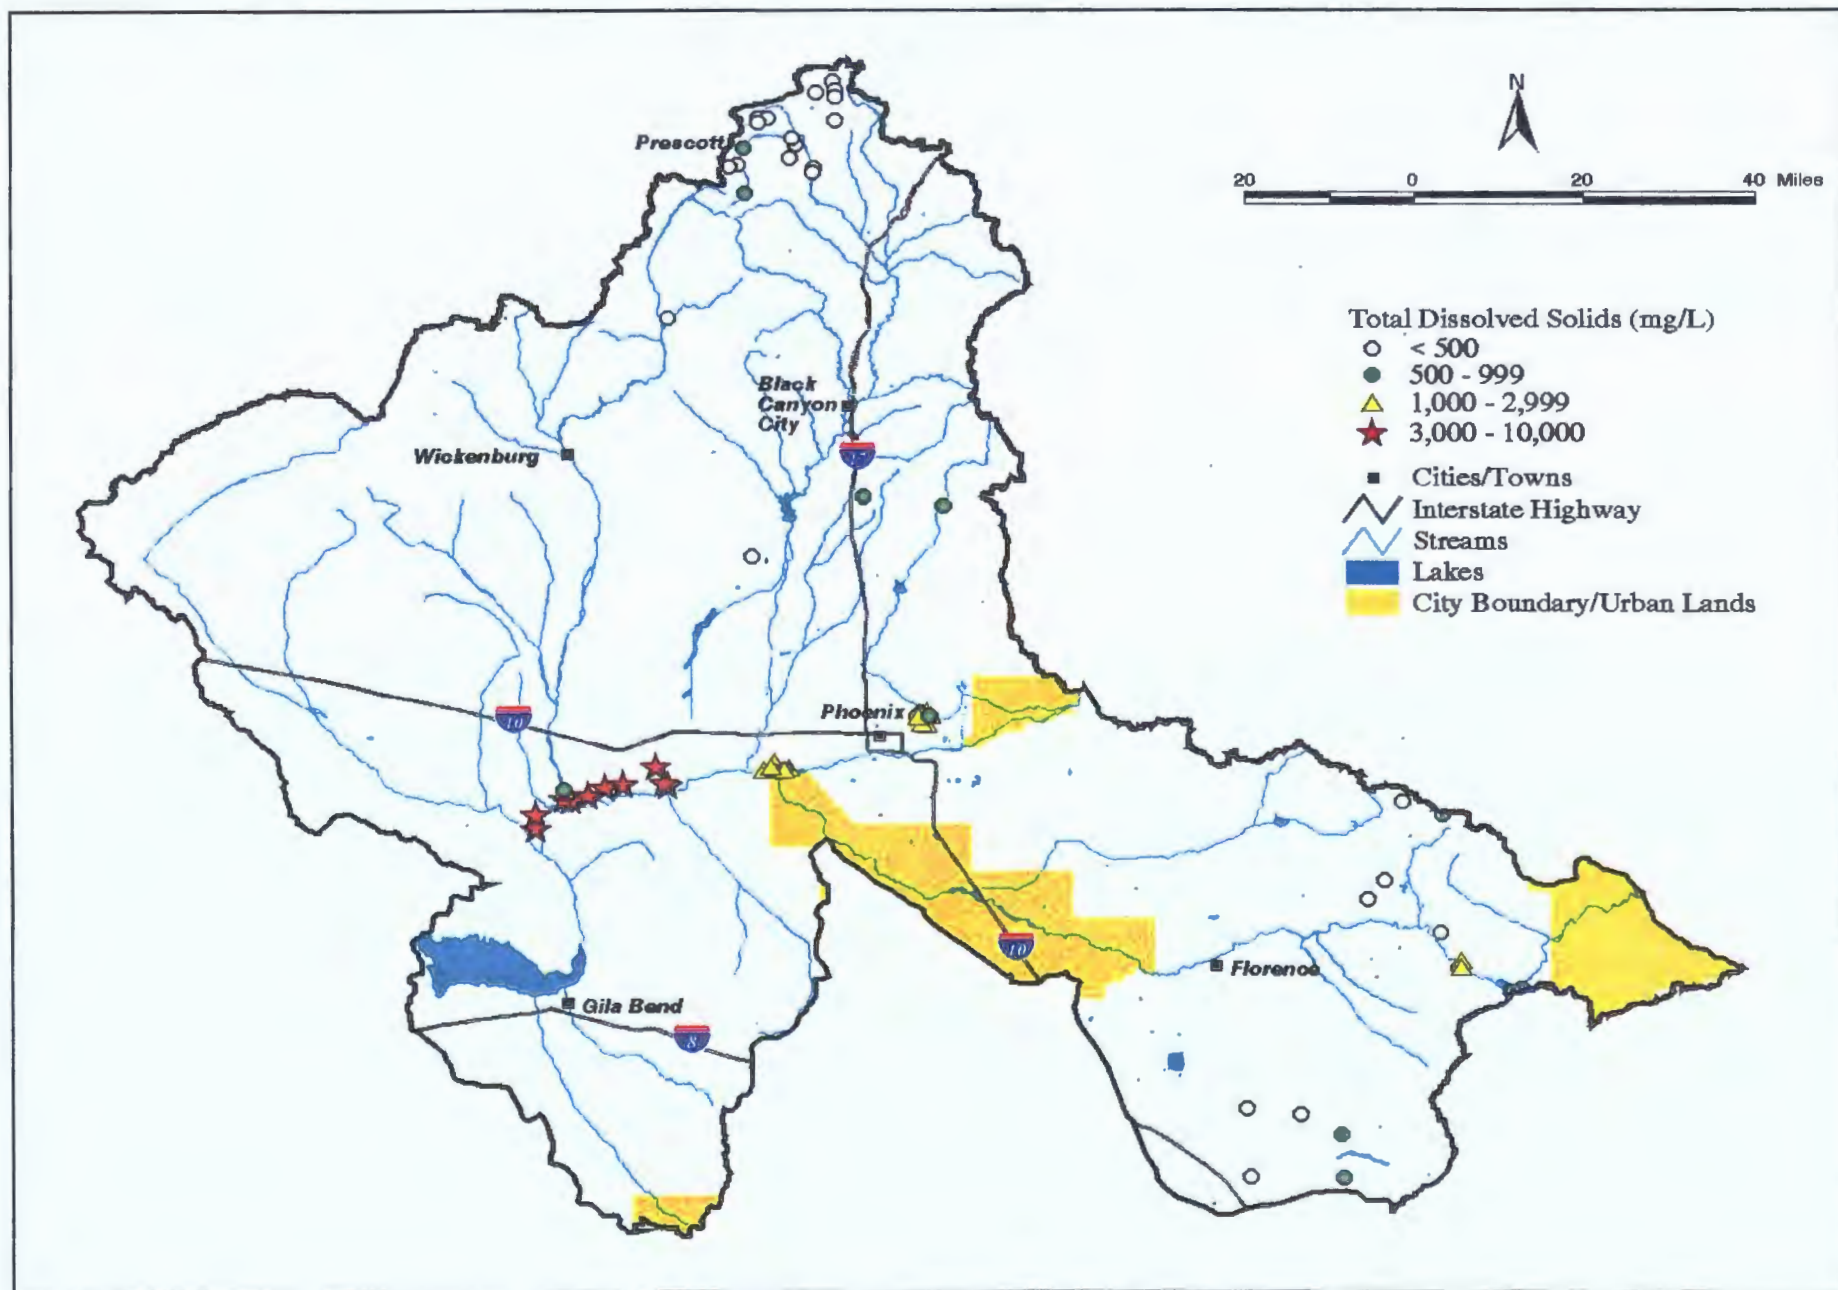 N
20 0 20 40 Miles
Prescott
Total Dissolved Solids (mg/L)
< 500
500 - 999
1,000 - 2,999
3,000 - 10,000
Cities/Towns
Interstate Highway
Streams
Lakes
City Boundary/Urban Lands
Black
Canyon
City
Wickenburg
17
10
Phoenix
10
Florence
Gila Bend
8